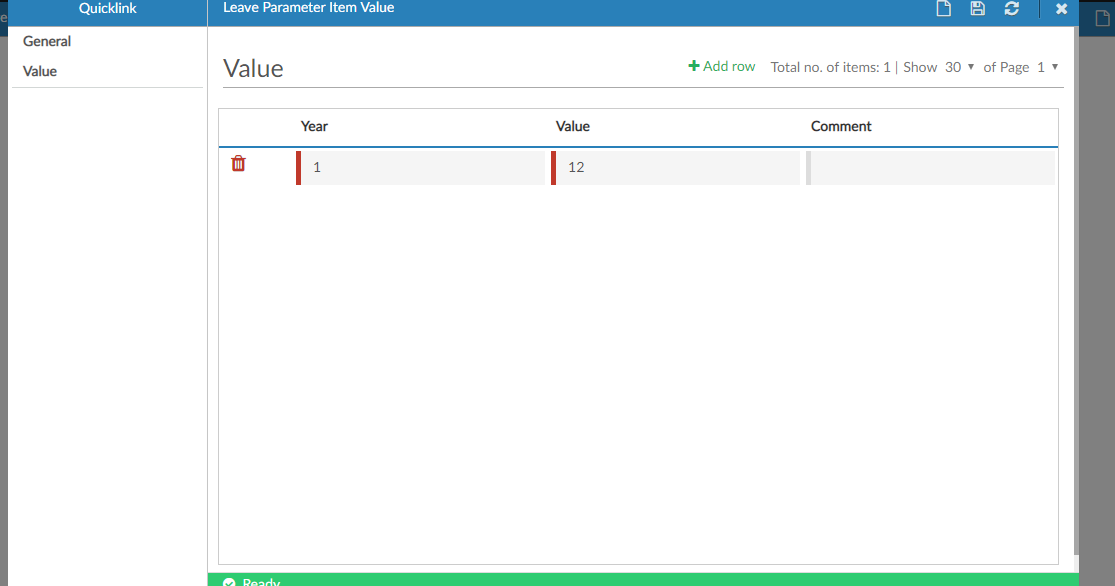 Quicklink
Leave Parameter Item Value
General
Value
Value
Add row
Total no. of items: 1 | Show 30 of Page 1
Year Value Comment
1 12
Ready